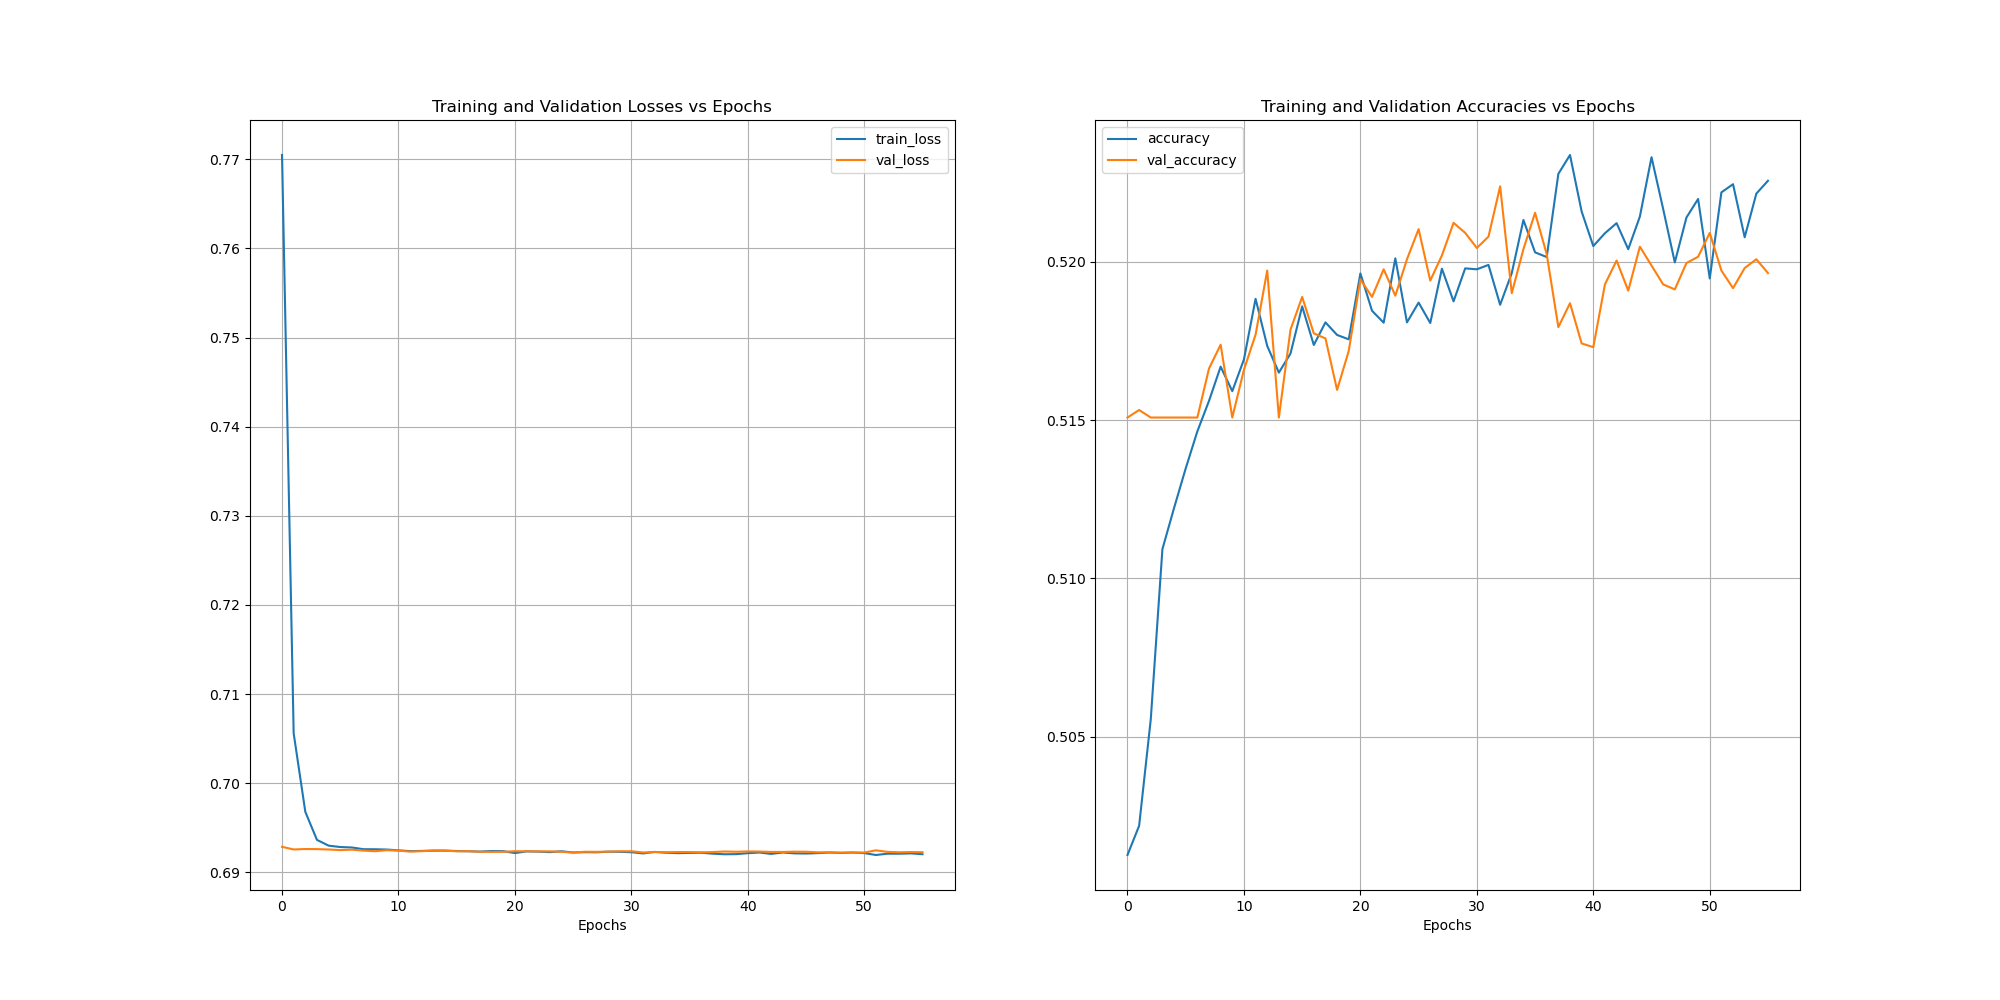 Training and Validation Losses vs Epochs
train_loss
val_loss
0.77
0.76
0.75
0.74
0.73
0.72
0.71
0.70
0.69
0 10 20 30 40 50
Epochs
Training and Validation Accuracies vs Epochs
accuracy
val_accuracy
0.520
0.515
0.510
0.505
0 10 20 30 40 50
Epochs